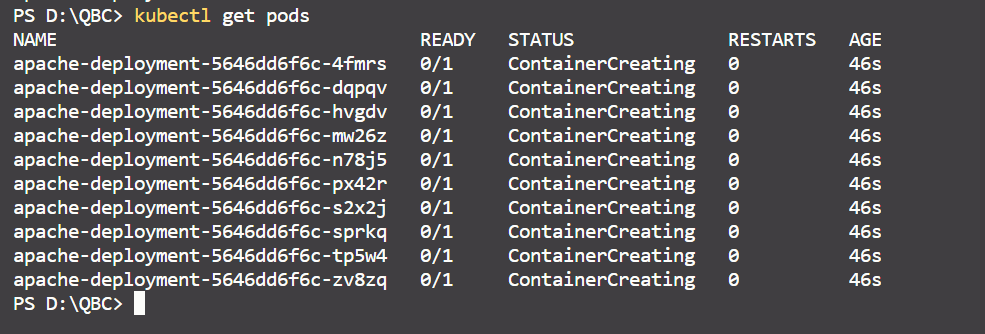 PS D:\QBC> kubectl get pods
NAME READY STATUS RESTARTS AGE
apache-deployment-5646dd6f6c-4fmrs 0/1 ContainerCreating 0 46s
apache-deployment-5646dd6f6c-dqpqv 0/1 ContainerCreating 0 46s
apache-deployment-5646dd6f6c-hvgdv 0/1 ContainerCreating 0 46s
apache-deployment-5646dd6f6c-mw26z 0/1 ContainerCreating 0 46s
apache-deployment-5646dd6f6c-n78j5 0/1 ContainerCreating 0 46s
apache-deployment-5646dd6f6c-px42r 0/1 ContainerCreating 0 46s
apache-deployment-5646dd6f6c-s2x2j 0/1 ContainerCreating 0 46s
apache-deployment-5646dd6f6c-sprkq 0/1 ContainerCreating 0 46s
apache-deployment-5646dd6f6c-tp5w4 0/1 ContainerCreating 0 46s
apache-deployment-5646dd6f6c-zv8zq 0/1 ContainerCreating 0 46s
PS D:\QBC>